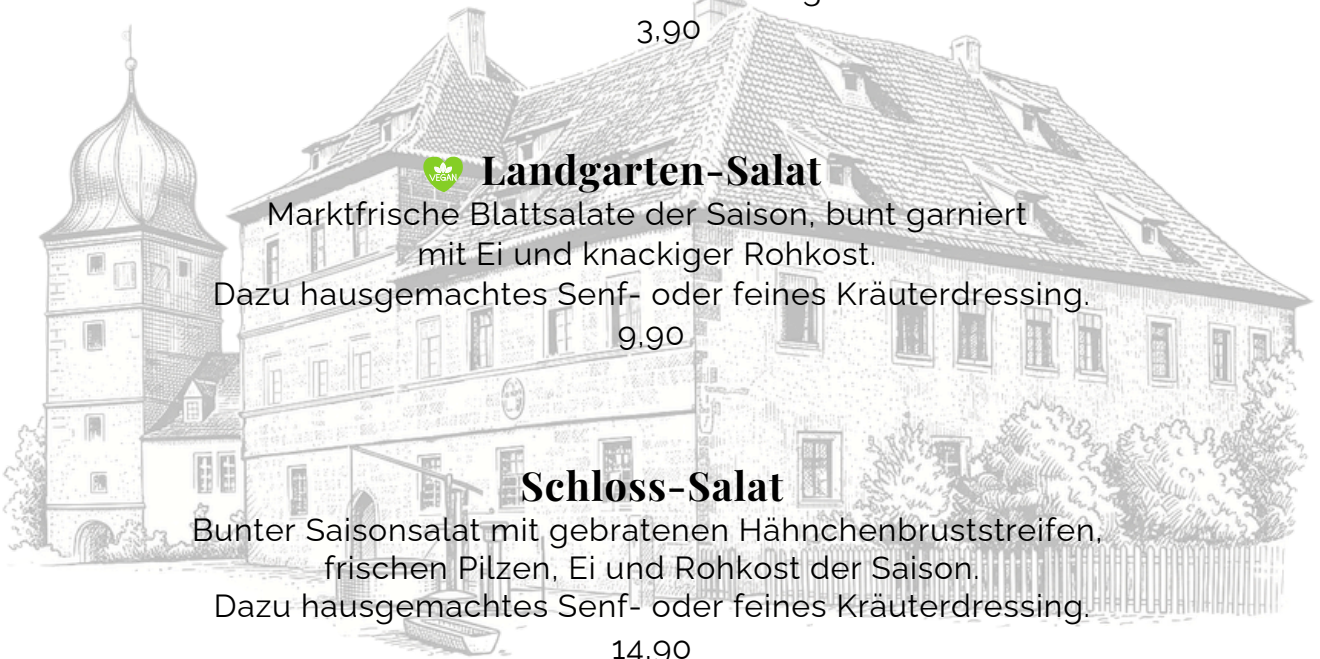 3,90
VEGAN
Landgarten-Salat
Marktfrische Blattsalate der Saison, bunt garniert
mit Ei und knackiger Rohkost.
Dazu hausgemachtes Senf- oder feines Kräuterdressing.
9,90
Schloss-Salat
Bunter Saisonsalat mit gebratenen Hähnchenbruststreifen,
frischen Pilzen, Ei und Rohkost der Saison.
Dazu hausgemachtes Senf- oder feines Kräuterdressing.
14,90